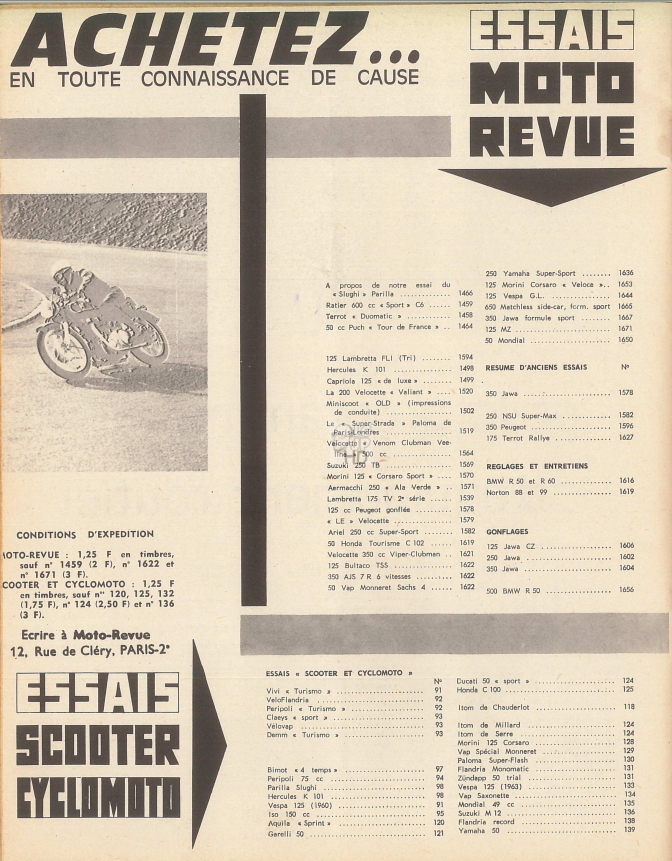 ACHETEZ...
EN TOUTE CONNAISSANCE DE CAUSE
ESSAIS
MOTO
REVUE
A propos de notre essai du
« Slughi » Parilla .............. 1466
Ratier 600 cc « Sport » C6 ...... 1459
Terrot « Duomatic » ............. 1458
50 cc Puch « Tour de France » .. 1464
125 Lambretta FLI (Tri) ........ 1594
Hercules K 101 ................. 1498
Capriola 125 « de luxe » ........ 1499
La 200 Velocette « Valiant » .... 1520
Miniscoot « OLD » (impressions
de conduite) ................. 1502
Le « Super-Strada » Paloma de
Paris-Londres ................ 1519
Velocette « Venom Clubman Vee-
line » 500 cc ................ 1564
Suzuki 250 TB .................. 1569
Morini 125 « Corsaro Sport » .... 1570
Aermacchi 250 « Ala Verde » .. 1571
Lambretta 175 TV 2ᵉ série ...... 1539
125 cc Peugeot gonflée .......... 1578
« LE » Velocette ................ 1579
Ariel 250 cc Super-Sport ........ 1582
50 Honda Tourisme C 102 ........ 1619
Velocette 350 cc Viper-Clubman .. 1621
125 Bultaco TSS ................ 1622
350 AJS 7 R 6 vitesses .......... 1622
50 Vap Monneret Sachs 4 ........ 1622
250 Yamaha Super-Sport ........ 1636
125 Morini Corsaro « Veloce » .. 1653
125 Vespa G.L. ................ 1644
650 Matchless side-car, form. sport 1665
350 Jawa formule sport .......... 1667
125 MZ ........................ 1671
50 Mondial .................... 1650
RESUME D'ANCIENS ESSAIS N°
350 Jawa ...................... 1578
250 NSU Super-Max ............ 1582
350 Peugeot .................... 1596
175 Terrot Rallye ................ 1627
REGLAGES ET ENTRETIENS
BMW R 50 et R 60 ............ 1616
Norton 88 et 99 ................ 1619
GONFLAGES
125 Jawa CZ .................. 1606
250 Jawa ...................... 1602
350 Jawa ...................... 1604
500 BMW R 50 .................. 1656
CONDITIONS D'EXPEDITION
MOTO-REVUE : 1,25 F en timbres,
sauf n° 1459 (2 F), n° 1622 et
n° 1671 (3 F).
SCOOTER ET CYCLOMOTO : 1,25 F
en timbres, sauf nᵒˢ 120, 125, 132
(1,75 F), n° 124 (2,50 F) et n° 136
(3 F).
Ecrire à Moto-Revue
12, Rue de Cléry, PARIS-2ᵉ
ESSAIS
SCOOTER
CYCLOMOTO
ESSAIS « SCOOTER ET CYCLOMOTO »
N°
Vivi « Turismo » .................. 91
VeloFlandria ...................... 92
Peripoli « Turismo » .............. 92
Claeys « sport » .................. 93
Vélovap .......................... 93
Demm « Turismo » ................ 93
Bimot « 4 temps » ................ 97
Peripoli 75 cc .................... 94
Parilla Slughi .................... 98
Hercules K 101 .................. 98
Vespa 125 (1960) ................ 91
Iso 150 cc ........................ 95
Aquila « Sprint » .................. 120
Garelli 50 ........................ 121
Ducati 50 « sport » ................ 124
Honda C 100 ...................... 125
Itom de Chauderlot ................ 118
Itom de Millard .................... 124
Itom de Serre .................... 124
Morini 125 Corsaro ................ 128
Vap Spécial Monneret .............. 129
Paloma Super-Flash ................ 130
Flandria Monomatic ................ 131
Zündapp 50 trial .................. 131
Vespa 125 (1963) .................. 133
Vap Saxonette .................... 134
Mondial 49 cc .................... 135
Suzuki M 12 ...................... 136
Flandria record .................... 138
Yamaha 50 ........................ 139